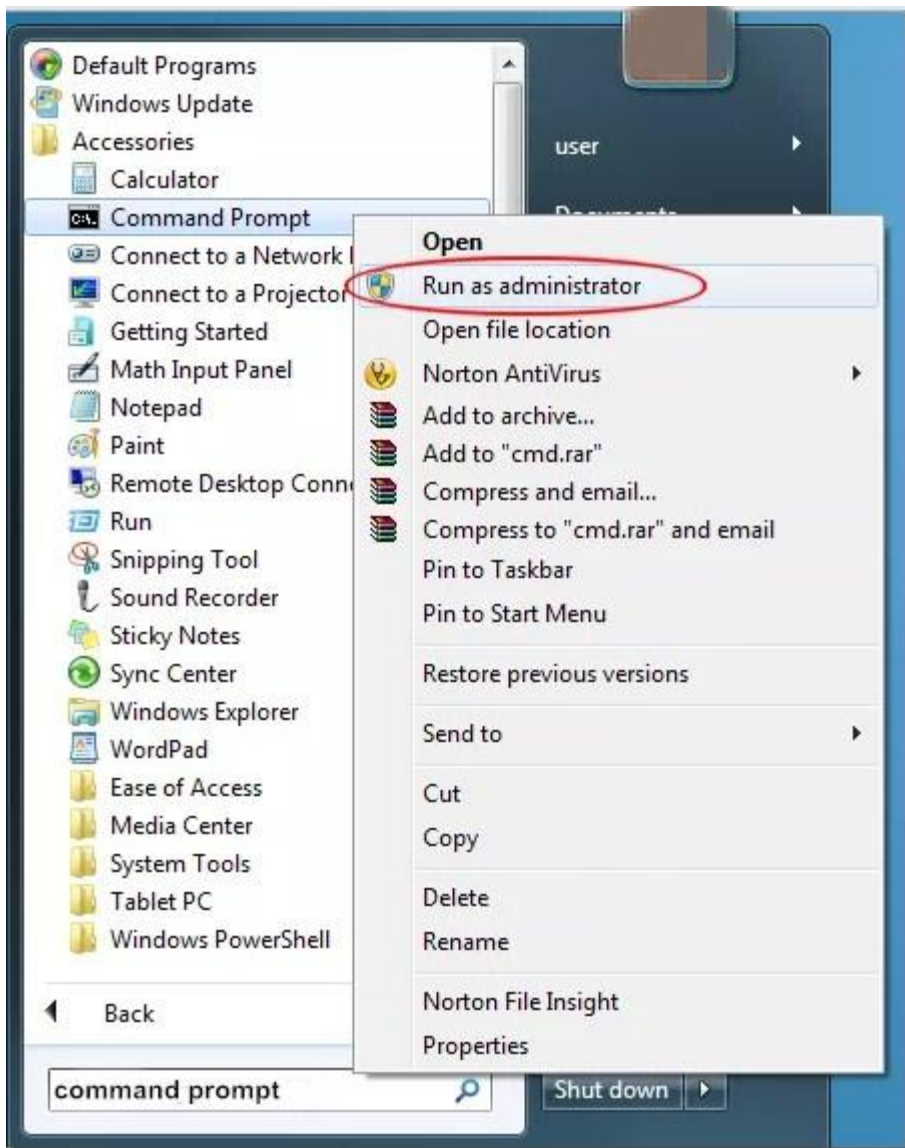 Default Programs
Windows Update
Accessories
Calculator
Command Prompt
Connect to a Network
Connect to a Projector
Getting Started
Math Input Panel
Notepad
Paint
Remote Desktop
Run
Snipping Tool
Sound Recorder
Sticky Notes
Sync Center
Windows Explorer
WordPad
Ease of Access
Media Center
System Tools
Tablet PC
Windows PowerShell
Back
command prompt
user
Documents
Open
Run as administrator
Open file location
Norton AntiVirus
Add to archive...
Add to "cmd.rar"
Compress and email...
Compress to "cmd.rar" and email
Pin to Taskbar
Pin to Start Menu
Restore previous versions
Send to
Cut
Copy
Delete
Rename
Norton File Insight
Properties
Shut down